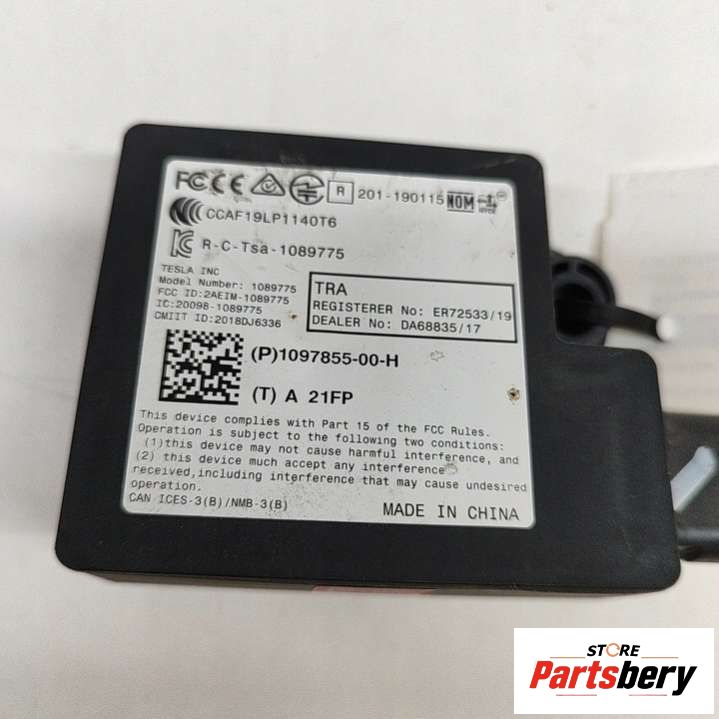 FC CE R 201-190115 NOM
CCAF19LP1140T6
R-C-Tsa-1089775
TESLA INC
Model Number: 1089775
FCC ID:2AEIM-1089775
IC:20098-1089775
CMIIT ID:2018DJ6336
TRA
REGISTERER No: ER72533/19
DEALER No: DA68835/17
(P)1097855-00-H
(T) A 21FP
This device complies with Part 15 of the FCC Rules.
Operation is subject to the following two conditions:
(1)this device may not cause harmful interference, and
(2) this device much accept any interference
received,including interference that may cause undesired
operation.
CAN ICES-3(B)/NMB-3(B)
MADE IN CHINA
STORE
Partsbery